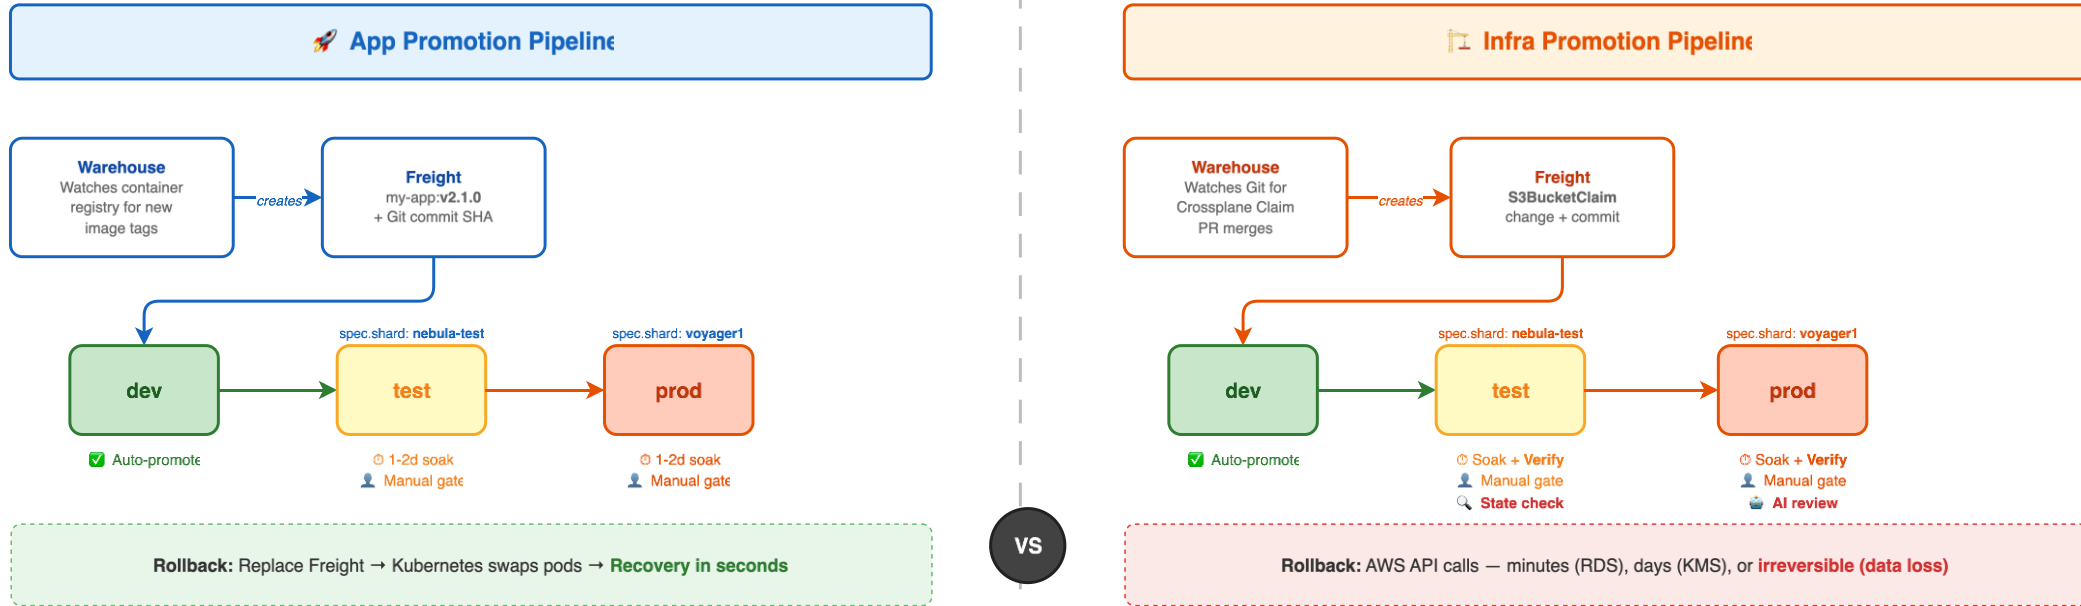 🚀 App Promotion Pipeline
Warehouse
Watches container
registry for new
image tags
creates
Freight
my-app:v2.1.0
+ Git commit SHA
spec.shard: nebula-test
spec.shard: voyager1
dev
test
prod
✅ Auto-promote
⏱ 1-2d soak
👤 Manual gate
⏱ 1-2d soak
👤 Manual gate
Rollback: Replace Freight → Kubernetes swaps pods → Recovery in seconds
VS
🏗️ Infra Promotion Pipeline
Warehouse
Watches Git for
Crossplane Claim
PR merges
creates
Freight
S3BucketClaim
change + commit
spec.shard: nebula-test
spec.shard: voyager1
dev
test
prod
✅ Auto-promote
⏱ Soak + Verify
👤 Manual gate
🔍 State check
⏱ Soak + Verify
👤 Manual gate
🤖 AI review
Rollback: AWS API calls — minutes (RDS), days (KMS), or irreversible (data loss)